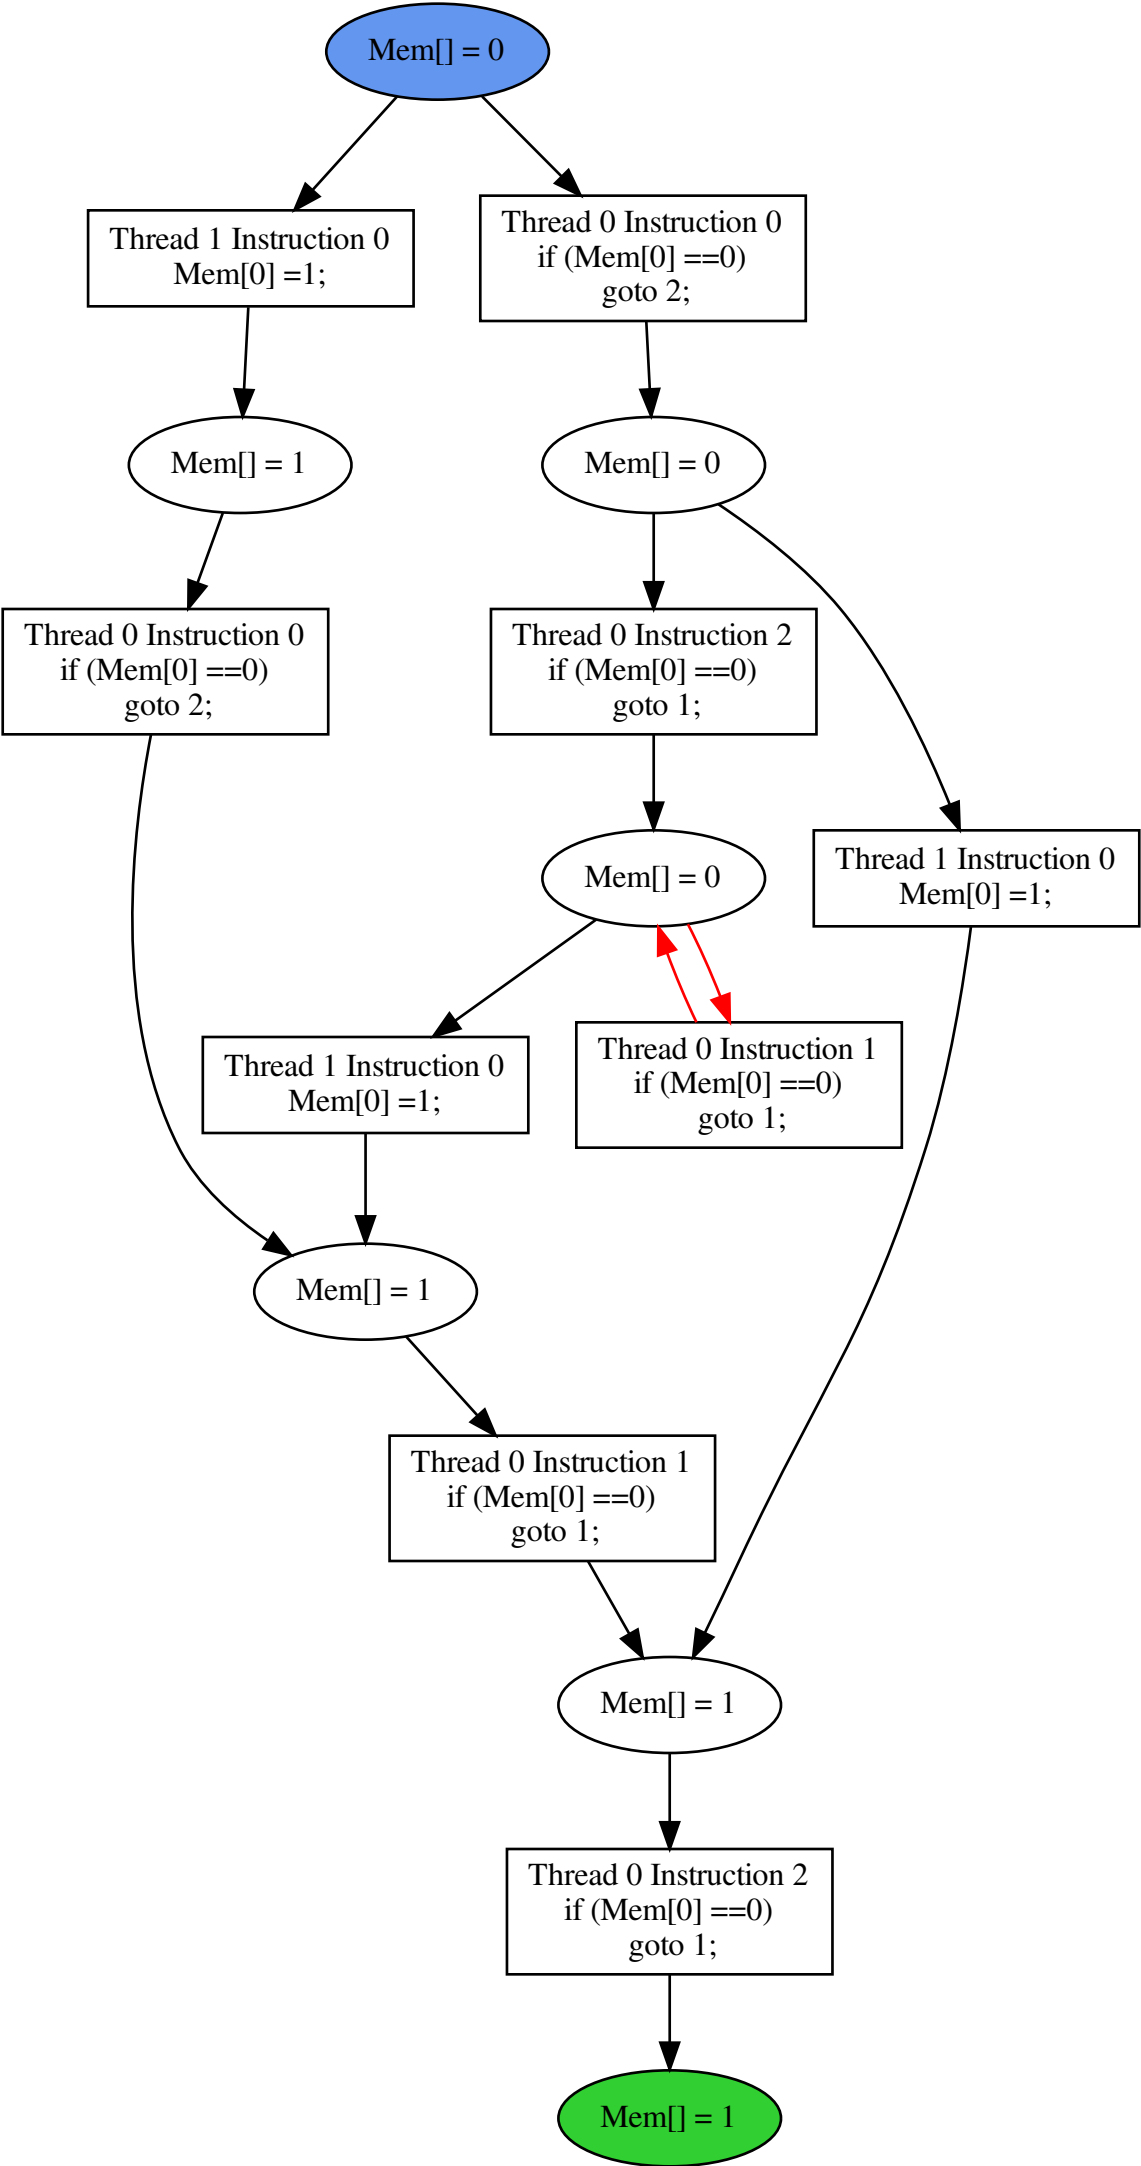 Mem[] = 0
Thread 1 Instruction 0
Mem[0] =1;
Thread 0 Instruction 0
if (Mem[0] ==0)
goto 2;
Mem[] = 1
Mem[] = 0
Thread 0 Instruction 0
if (Mem[0] ==0)
goto 2;
Thread 0 Instruction 2
if (Mem[0] ==0)
goto 1;
Mem[] = 0
Thread 1 Instruction 0
Mem[0] =1;
Thread 1 Instruction 0
Mem[0] =1;
Thread 0 Instruction 1
if (Mem[0] ==0)
goto 1;
Mem[] = 1
Thread 0 Instruction 1
if (Mem[0] ==0)
goto 1;
Mem[] = 1
Thread 0 Instruction 2
if (Mem[0] ==0)
goto 1;
Mem[] = 1